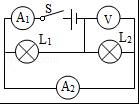 A₁ S V
L₁ L₂
A₂